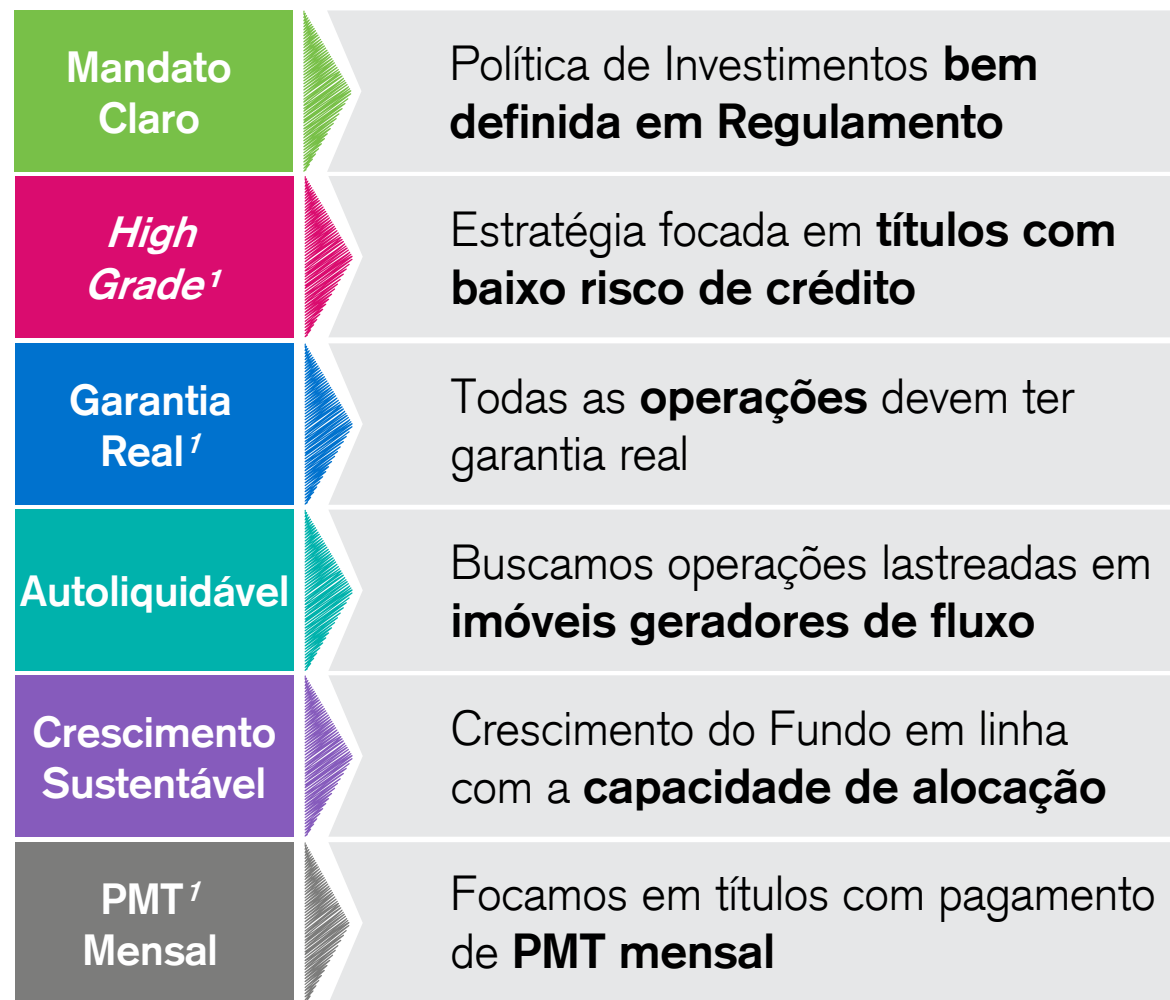 Mandato
Claro
Política de Investimentos bem
definida em Regulamento
High
Grade¹
Estratégia focada em títulos com
baixo risco de crédito
Garantia
Real¹
Todas as operações devem ter
garantia real
Autoliquidável
Buscamos operações lastreadas em
imóveis geradores de fluxo
Crescimento
Sustentável
Crescimento do Fundo em linha
com a capacidade de alocação
PMT¹
Mensal
Focamos em títulos com pagamento
de PMT mensal